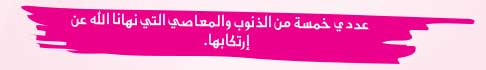 عددي خمسة من الذنوب والمعاصي التي نهانا الله عن
إرتكابها.